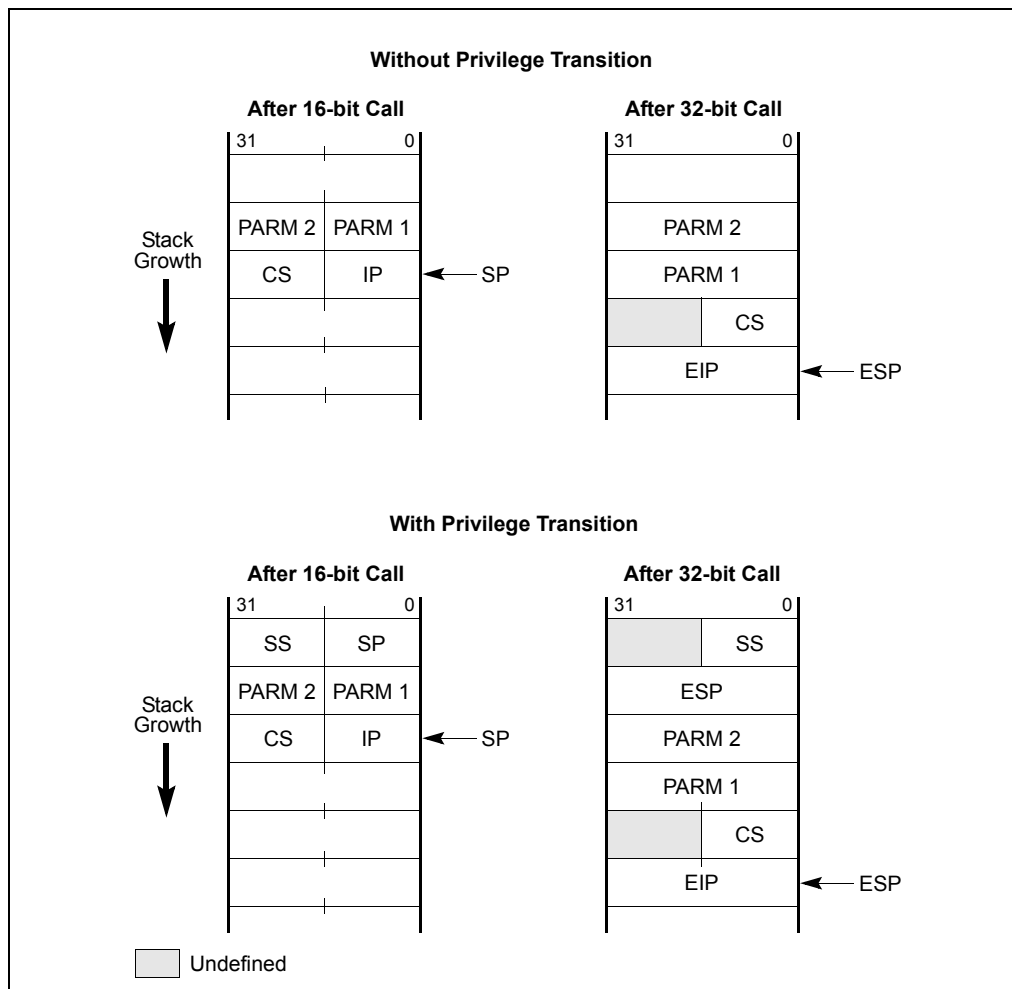 Without Privilege Transition
After 16-bit Call
After 32-bit Call
31 0
31 0
PARM 2 PARM 1
PARM 2
Stack
Growth
CS IP
SP
PARM 1
CS
EIP
ESP
With Privilege Transition
After 16-bit Call
After 32-bit Call
31 0
31 0
SS SP
SS
PARM 2 PARM 1
ESP
Stack
Growth
CS IP
SP
PARM 2
PARM 1
CS
EIP
ESP
Undefined